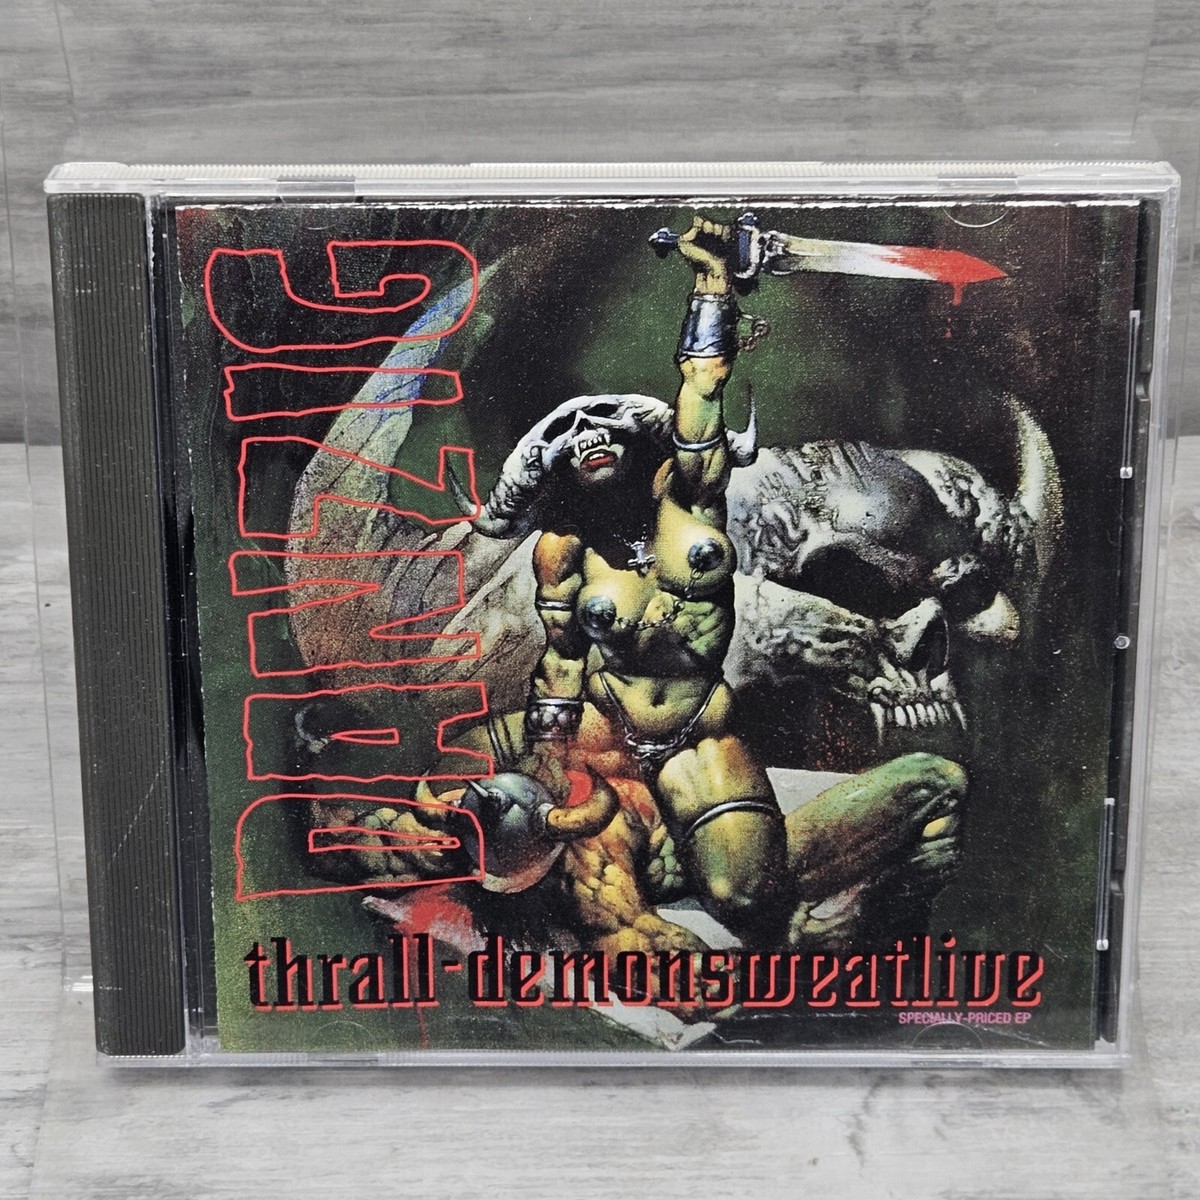 DANZIG
thrall-demonsweatlive
SPECIALLY-PRICED EP